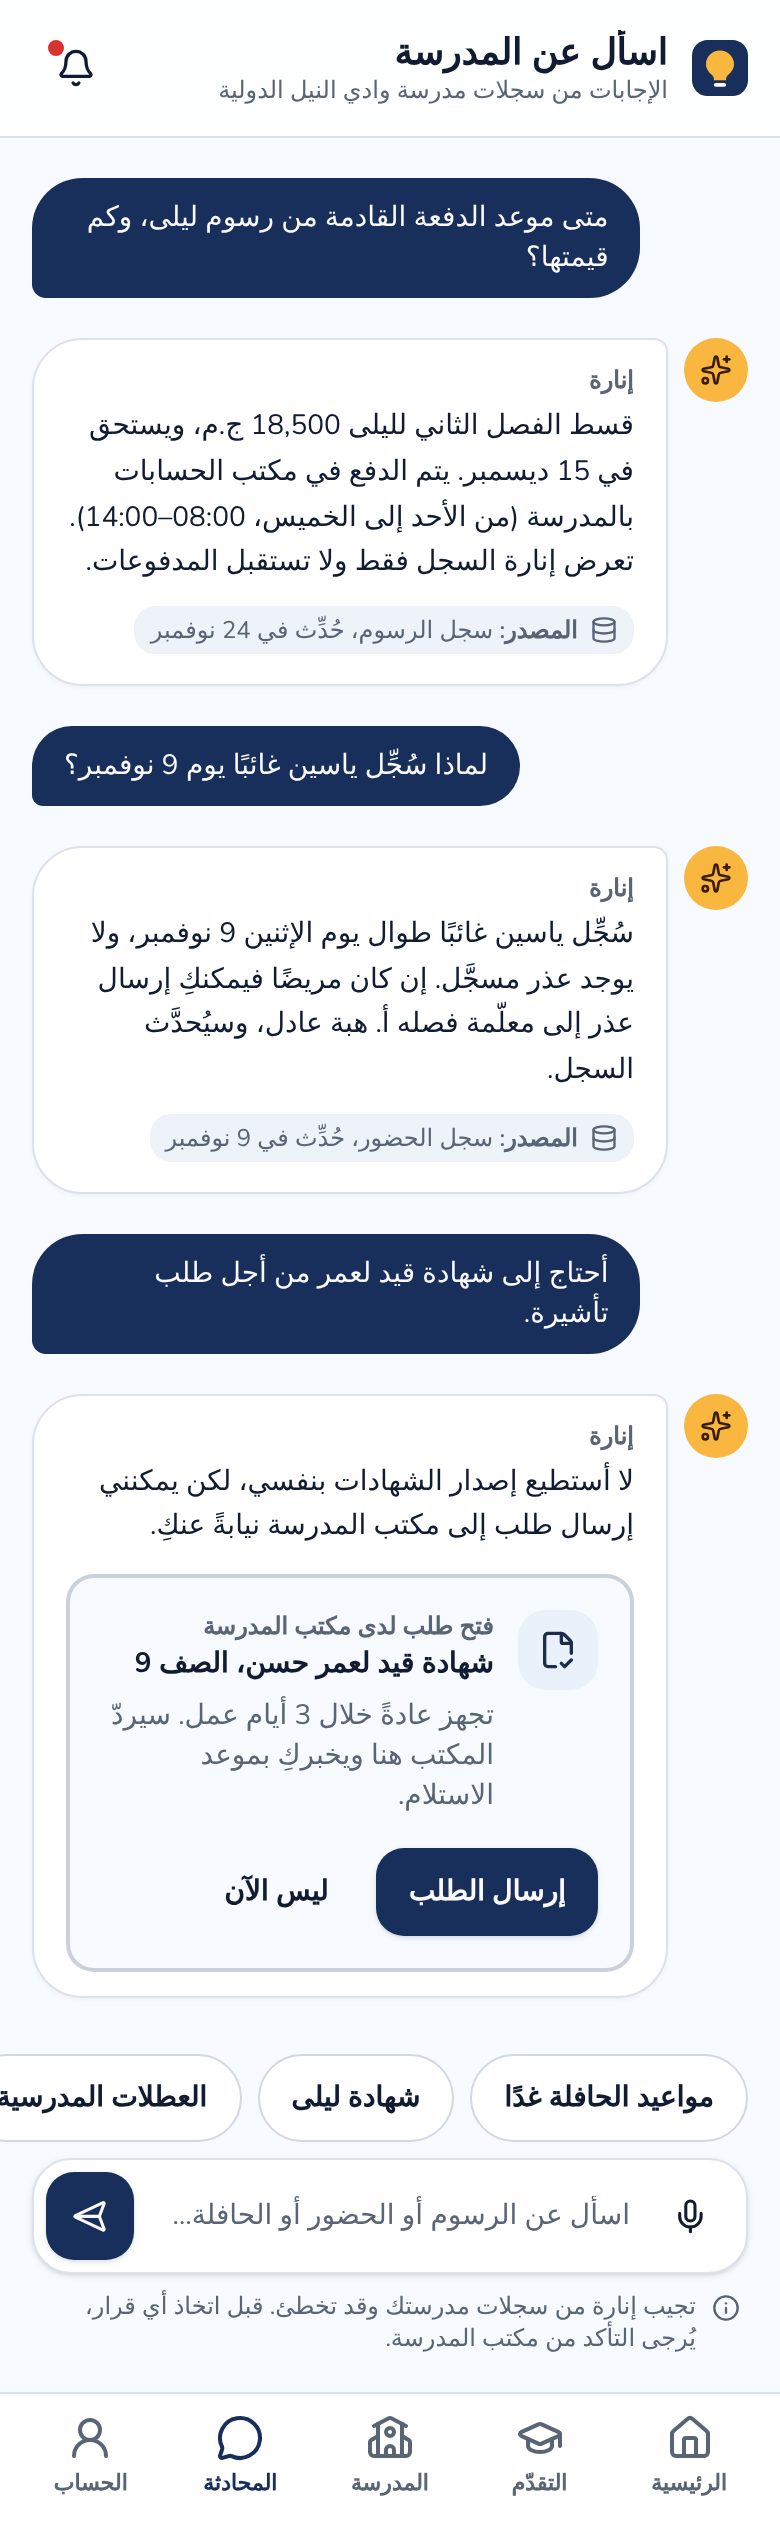 اسأل عن المدرسة
الإجابات من سجلات مدرسة وادي النيل الدولية
متى موعد الدفعة القادمة من رسوم ليلى، وكم
قيمتها؟
إنارة
قسط الفصل الثاني لليلى 18,500 ج.م، ويستحق
في 15 ديسمبر. يتم الدفع في مكتب الحسابات
بالمدرسة (من الأحد إلى الخميس، 08:00–14:00).
تعرض إنارة السجل فقط ولا تستقبل المدفوعات.
المصدر: سجل الرسوم، حُدِّث في 24 نوفمبر
لماذا سُجِّل ياسين غائبًا يوم 9 نوفمبر؟
إنارة
سُجِّل ياسين غائبًا طوال يوم الإثنين 9 نوفمبر، ولا
يوجد عذر مسجَّل. إن كان مريضًا فيمكنكِ إرسال
عذر إلى معلّمة فصله أ. هبة عادل، وسيُحدَّث
السجل.
المصدر: سجل الحضور، حُدِّث في 9 نوفمبر
أحتاج إلى شهادة قيد لعمر من أجل طلب
تأشيرة.
إنارة
لا أستطيع إصدار الشهادات بنفسي، لكن يمكنني
إرسال طلب إلى مكتب المدرسة نيابةً عنكِ.
فتح طلب لدى مكتب المدرسة
شهادة قيد لعمر حسن، الصف 9
تجهز عادةً خلال 3 أيام عمل. سيردّ
المكتب هنا ويخبركِ بموعد
الاستلام.
إرسال الطلب
ليس الآن
مواعيد الحافلة غدًا
شهادة ليلى
العطلات المدرسية
اسأل عن الرسوم أو الحضور أو الحافلة...
تجيب إنارة من سجلات مدرستك وقد تخطئ. قبل اتخاذ أي قرار،
يُرجى التأكد من مكتب المدرسة.
الرئيسية
التقدّم
المدرسة
المحادثة
الحساب